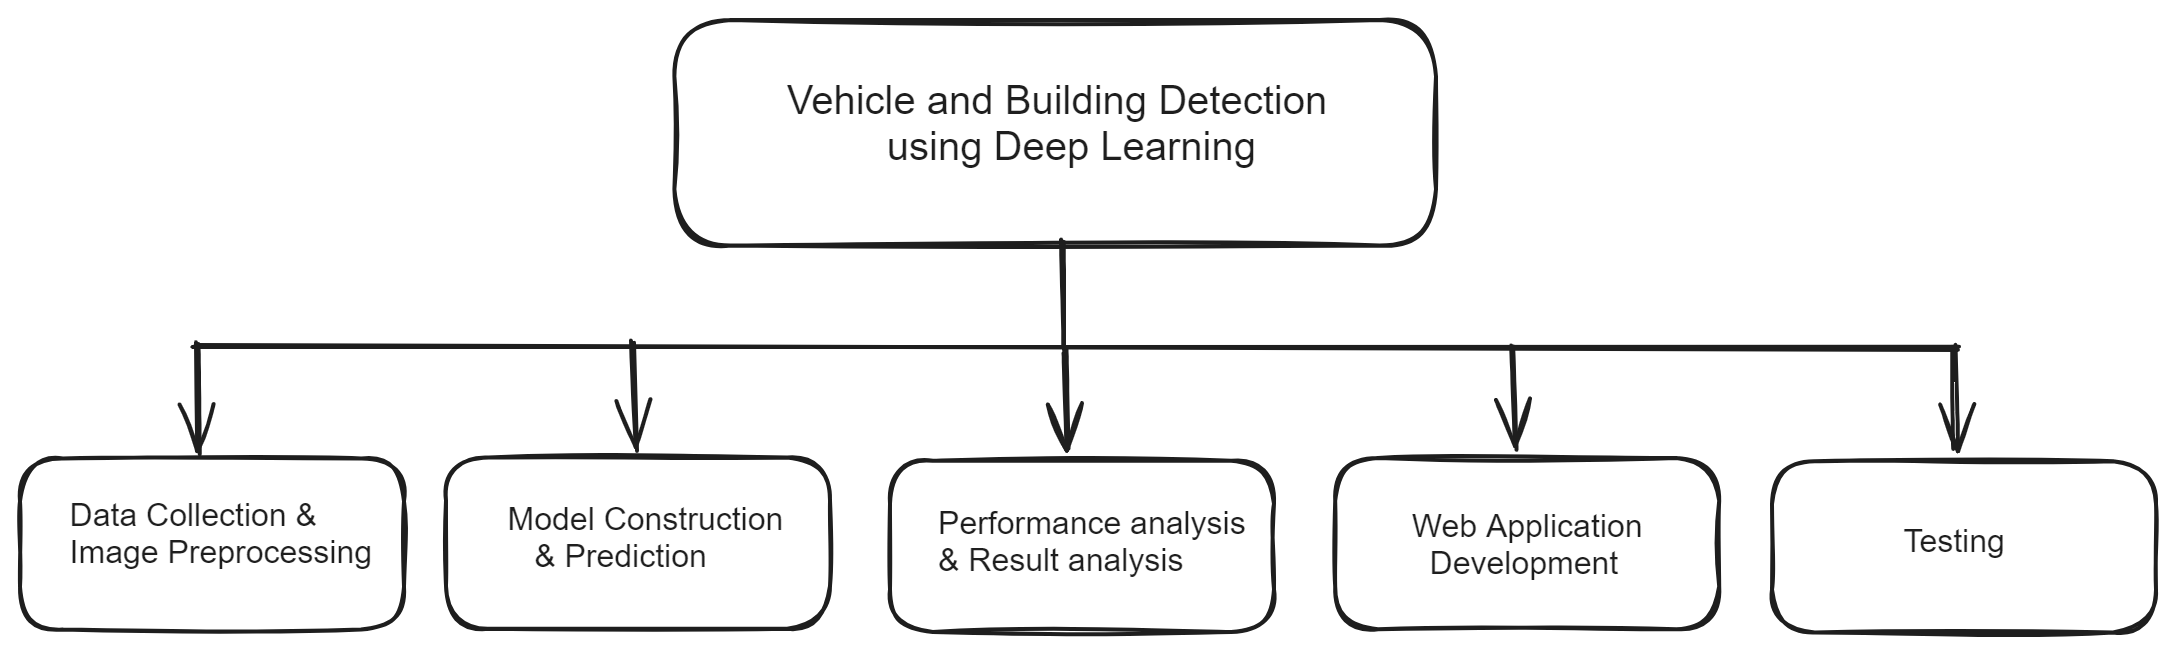 Vehicle and Building Detection
using Deep Learning
Data Collection &
Image Preprocessing
Model Construction
& Prediction
Performance analysis
& Result analysis
Web Application
Development
Testing